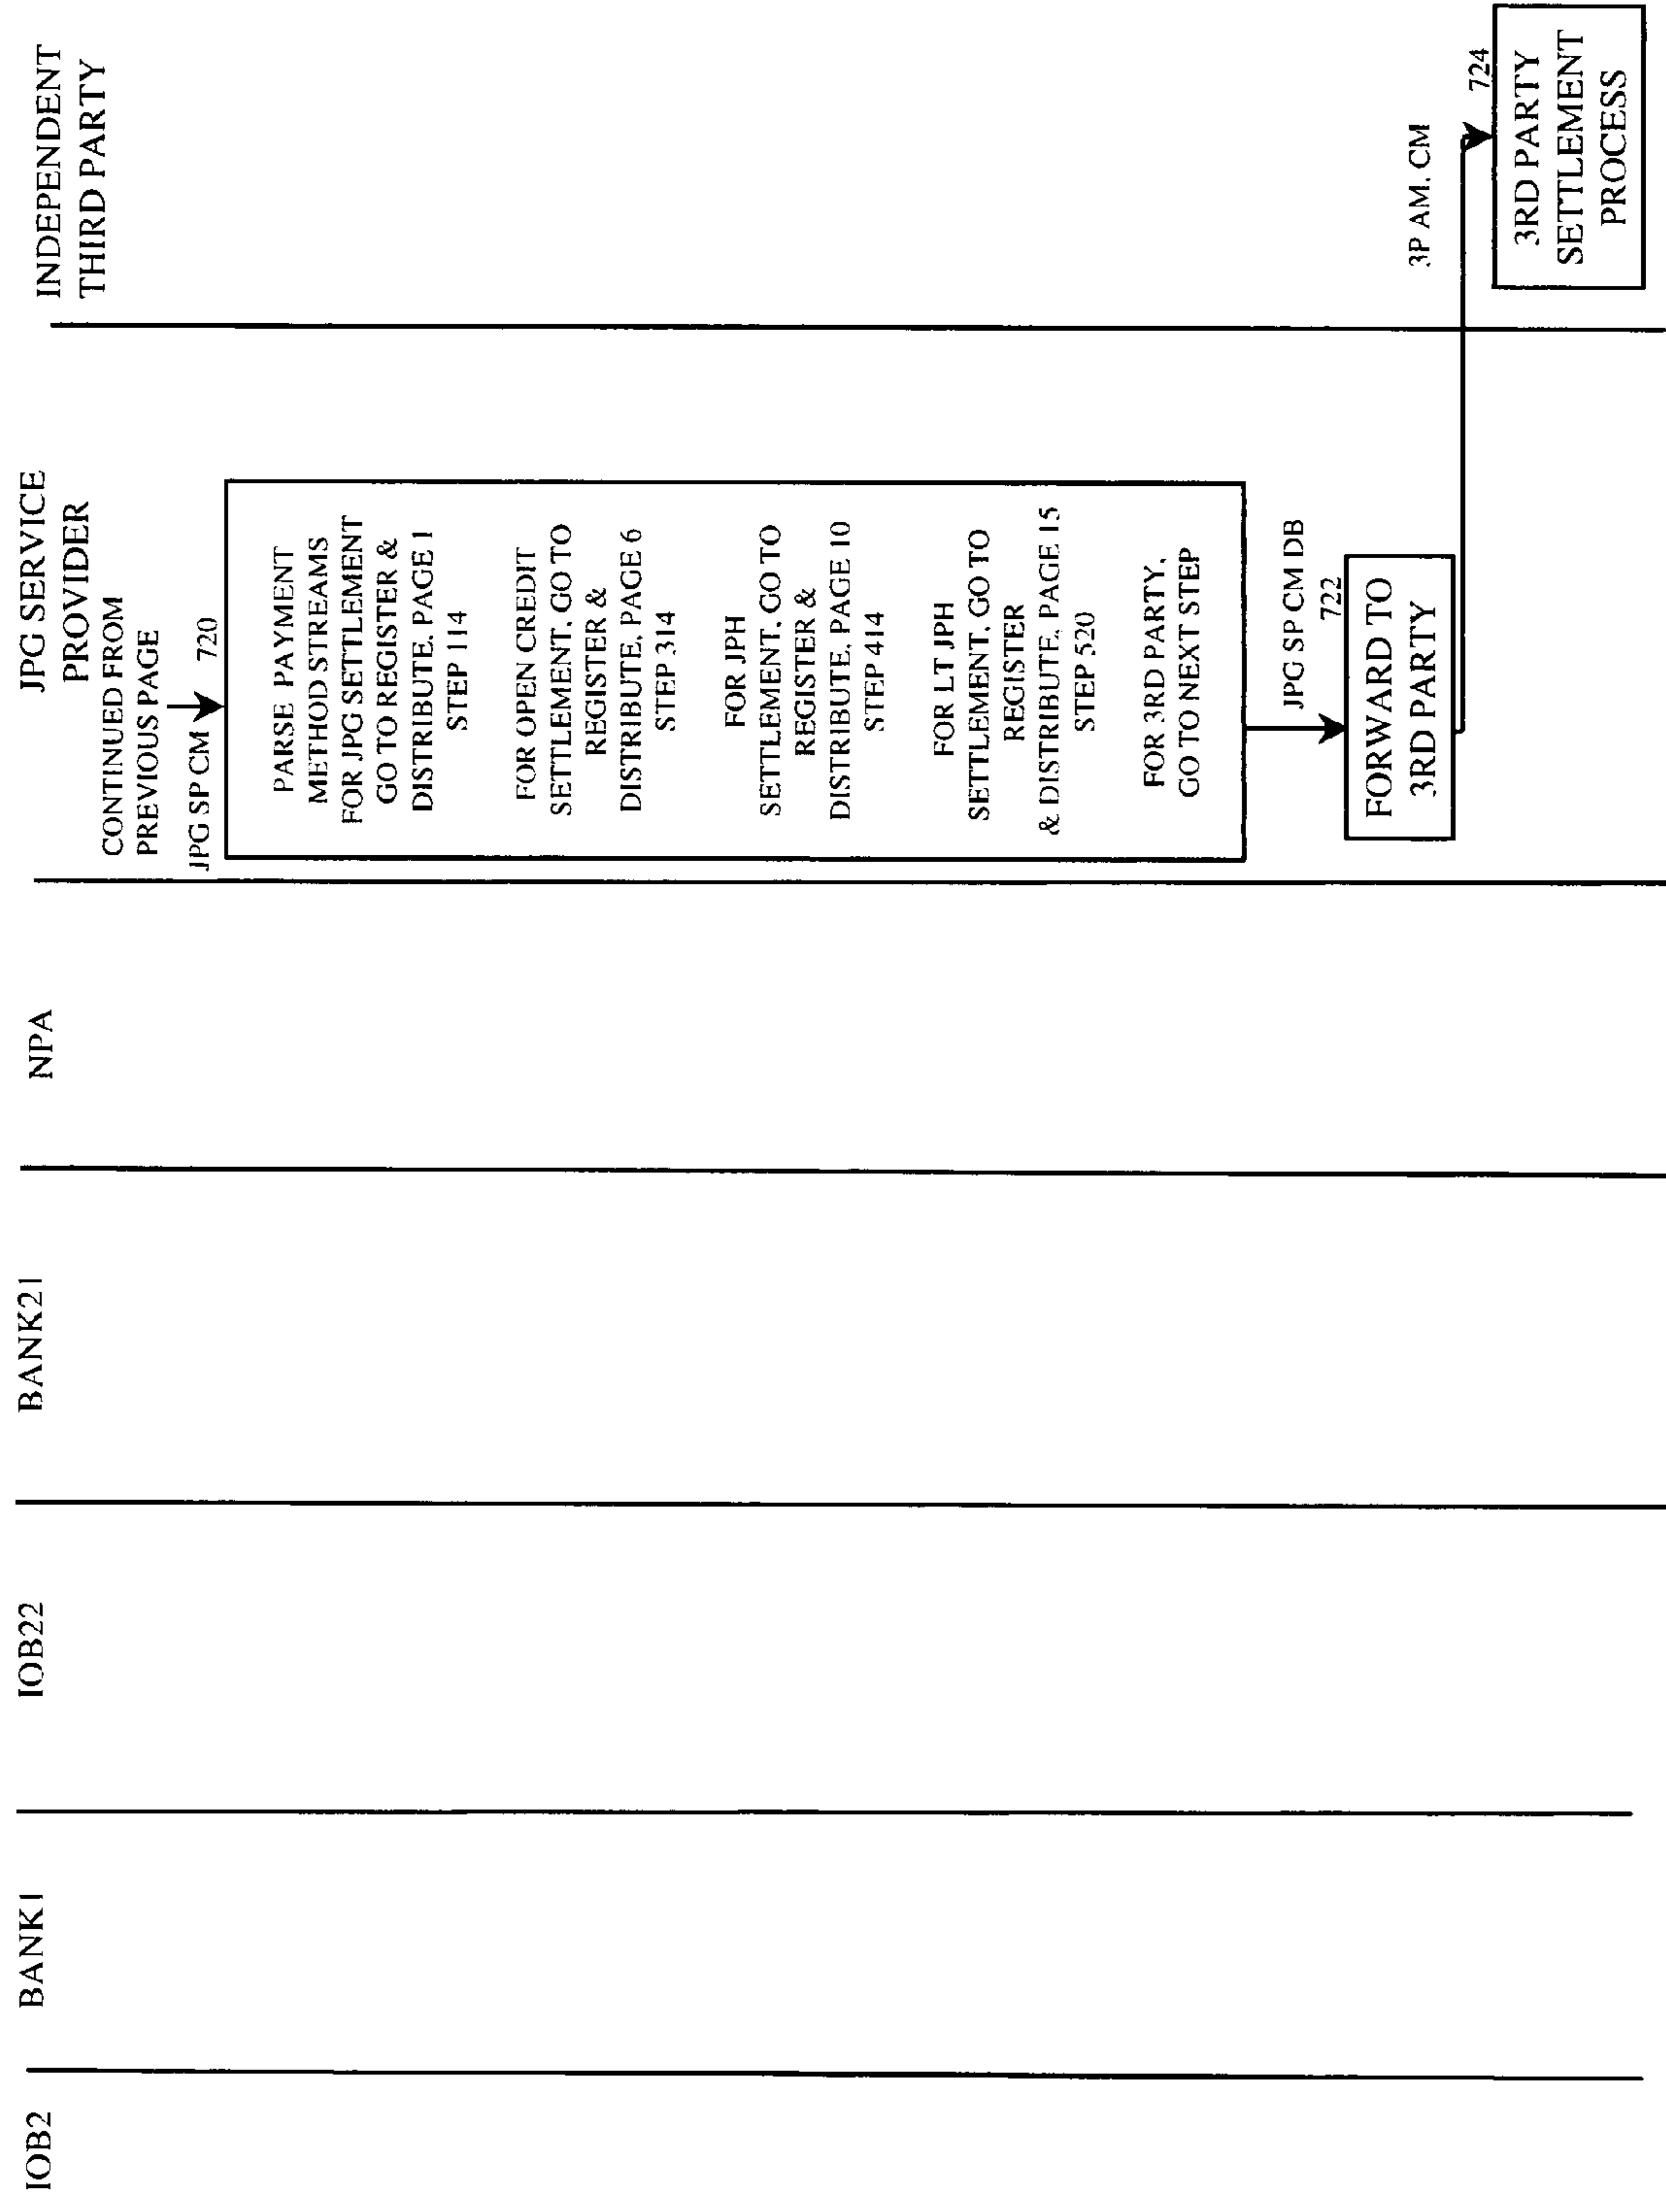 IOB2
BANK1
IOB22
BANK21
NPA
JPG SERVICE
PROVIDER
INDEPENDENT
THIRD PARTY
CONTINUED FROM
PREVIOUS PAGE
JPG SP CM
720
PARSE PAYMENT
METHOD STREAMS
FOR JPG SETTLEMENT
GO TO REGISTER &
DISTRIBUTE, PAGE 1
STEP 114
FOR OPEN CREDIT
SETTLEMENT, GO TO
REGISTER &
DISTRIBUTE, PAGE 6
STEP 314
FOR JPH
SETTLEMENT, GO TO
REGISTER &
DISTRIBUTE, PAGE 10
STEP 414
FOR LT JPH
SETTLEMENT, GO TO
REGISTER
& DISTRIBUTE, PAGE 15
STEP 520
FOR 3RD PARTY,
GO TO NEXT STEP
JPG SP CM DB
722
FORWARD TO
3RD PARTY
3P AM, CM
724
3RD PARTY
SETTLEMENT
PROCESS